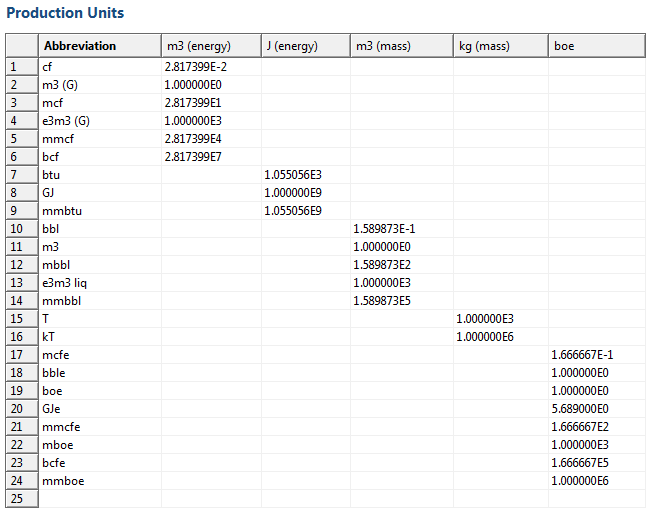 Production Units
Abbreviation m3 (energy) J (energy) m3 (mass) kg (mass) boe
1 cf 2.817399E-2
2 m3 (G) 1.000000E0
3 mcf 2.817399E1
4 e3m3 (G) 1.000000E3
5 mmcf 2.817399E4
6 bcf 2.817399E7
7 btu 1.055056E3
8 GJ 1.000000E9
9 mmbtu 1.055056E9
10 bbl 1.589873E-1
11 m3 1.000000E0
12 mbbl 1.589873E2
13 e3m3 liq 1.000000E3
14 mmbbl 1.589873E5
15 T 1.000000E3
16 kT 1.000000E6
17 mcfe 1.666667E-1
18 bble 1.000000E0
19 boe 1.000000E0
20 GJe 5.689000E0
21 mmcfe 1.666667E2
22 mboe 1.000000E3
23 bcfe 1.666667E5
24 mmboe 1.000000E6
25